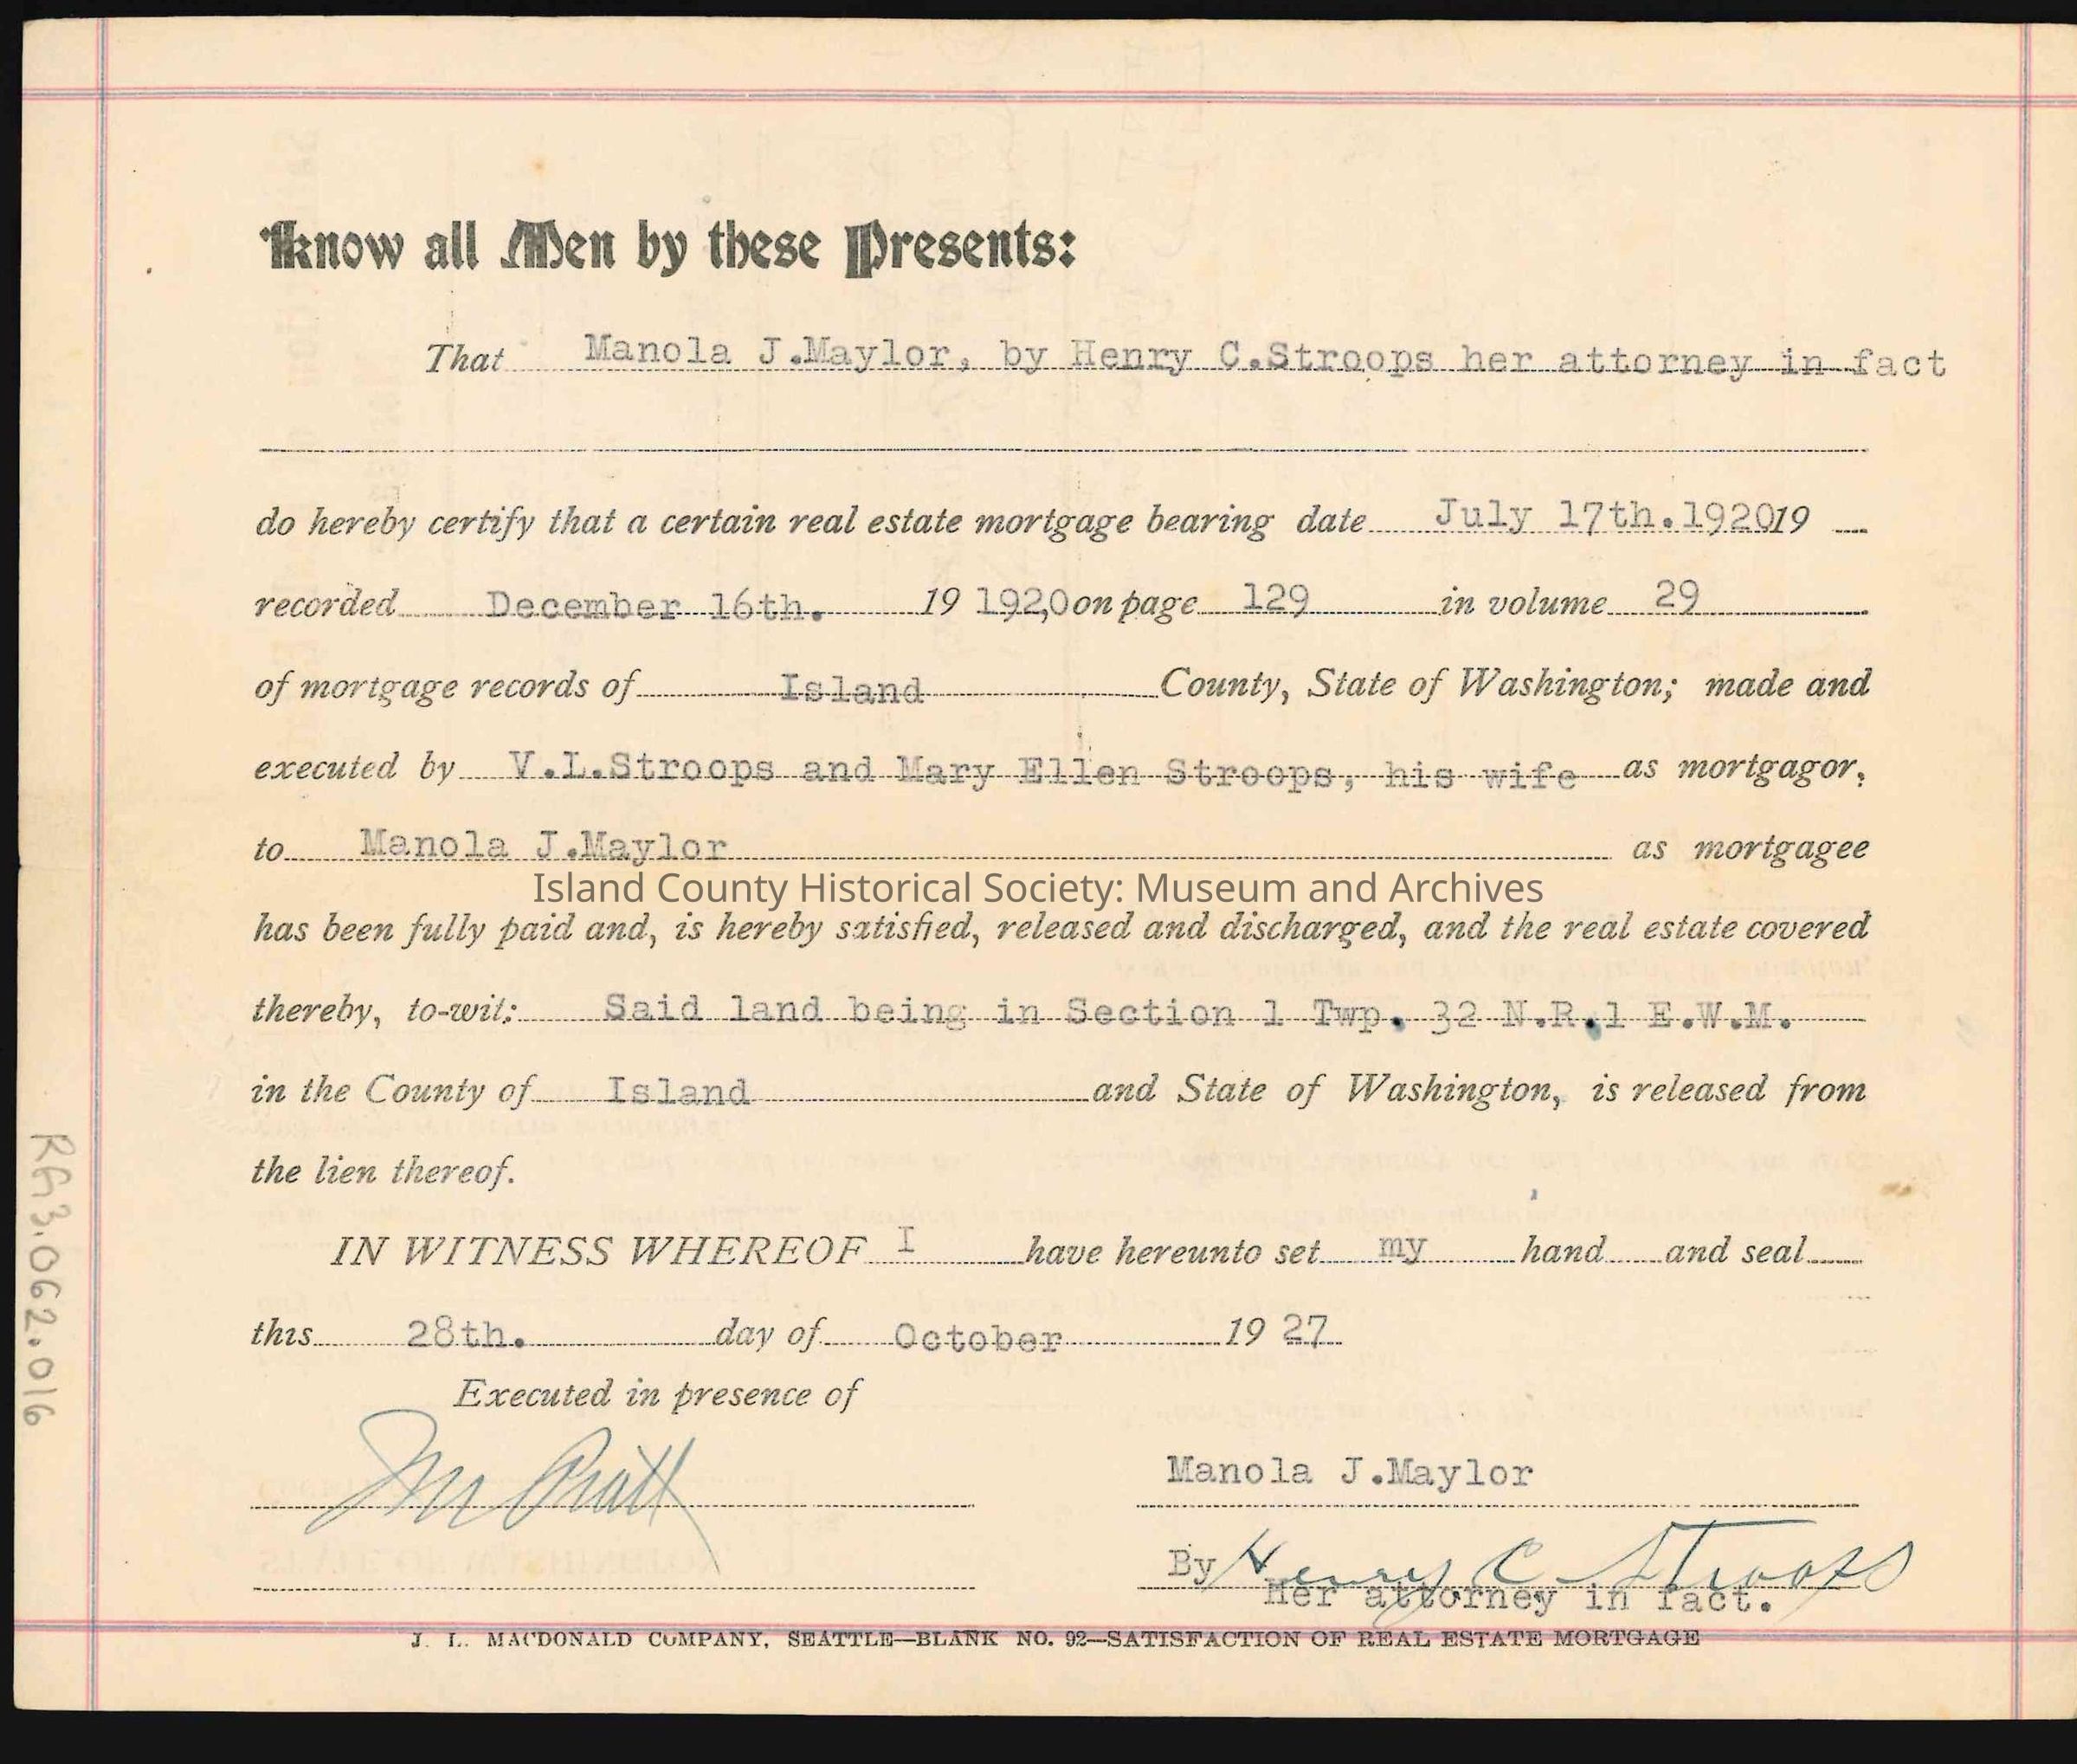 Know all Men by these Presents:
That Manola J.Maylor, by Henry C.Stroops her attorney in fact
do hereby certify that a certain real estate mortgage bearing date July 17th.1920 19
recorded December 16th. 19 1920, on page 129 in volume 29
of mortgage records of Island County, State of Washington; made and
executed by V.L.Stroops and Mary Ellen Stroops, his wife as mortgagor,
to Manola J.Maylor as mortgagee
Island County Historical Society: Museum and Archives
has been fully paid and, is hereby satisfied, released and discharged, and the real estate covered
thereby, to-wit: Said land being in Section 1 Twp. 32 N.R.1 E.W.M.
in the County of Island and State of Washington, is released from
the lien thereof.
IN WITNESS WHEREOF I have hereunto set my hand and seal
this 28th. day of October 19 27
Executed in presence of
Pratt
Manola J.Maylor
By Henry C Stroops
Her attorney in fact.
J. L. MACDONALD COMPANY, SEATTLE—BLANK NO. 92—SATISFACTION OF REAL ESTATE MORTGAGE
RG3.062.016